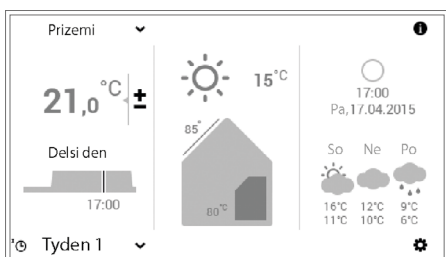 Prizemi
21,0 °C ±
Delsi den
17:00
Tyden 1
15°C
85°
80°C
17:00
Pa, 17.04.2015
So Ne Po
16°C 12°C 9°C
11°C 10°C 6°C